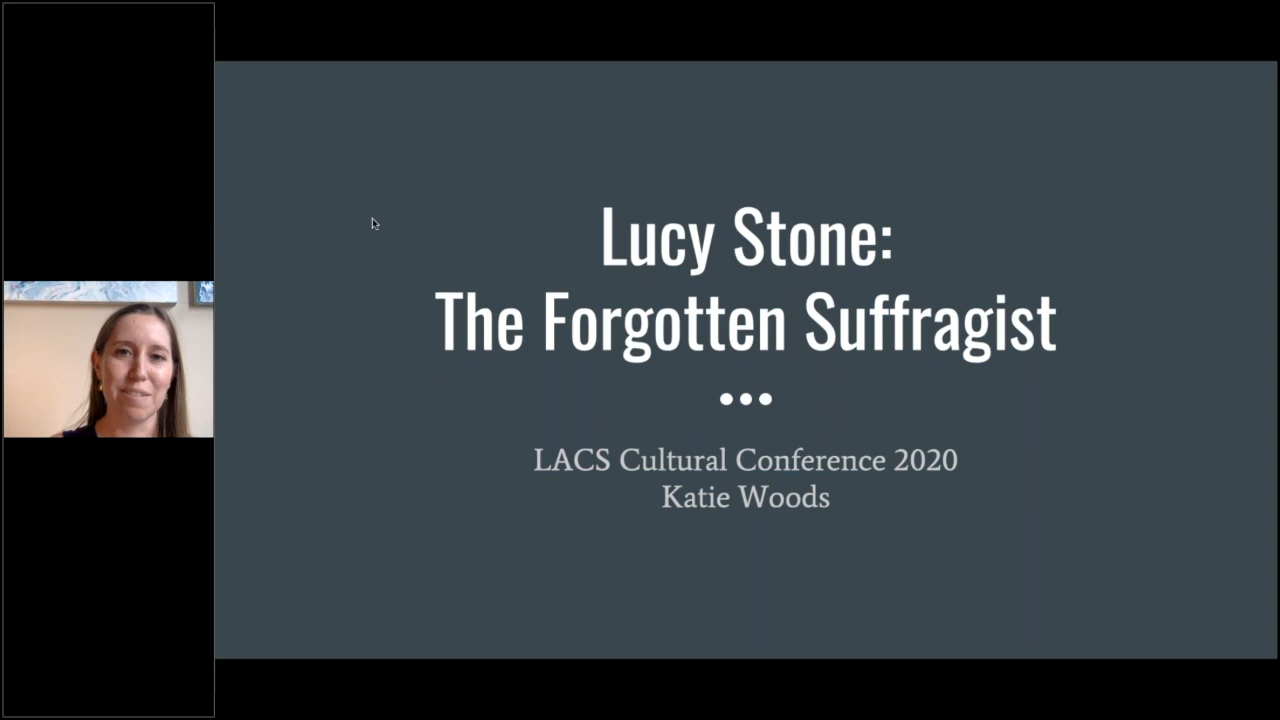 Lucy Stone:
The Forgotten Suffragist
LACS Cultural Conference 2020
Katie Woods